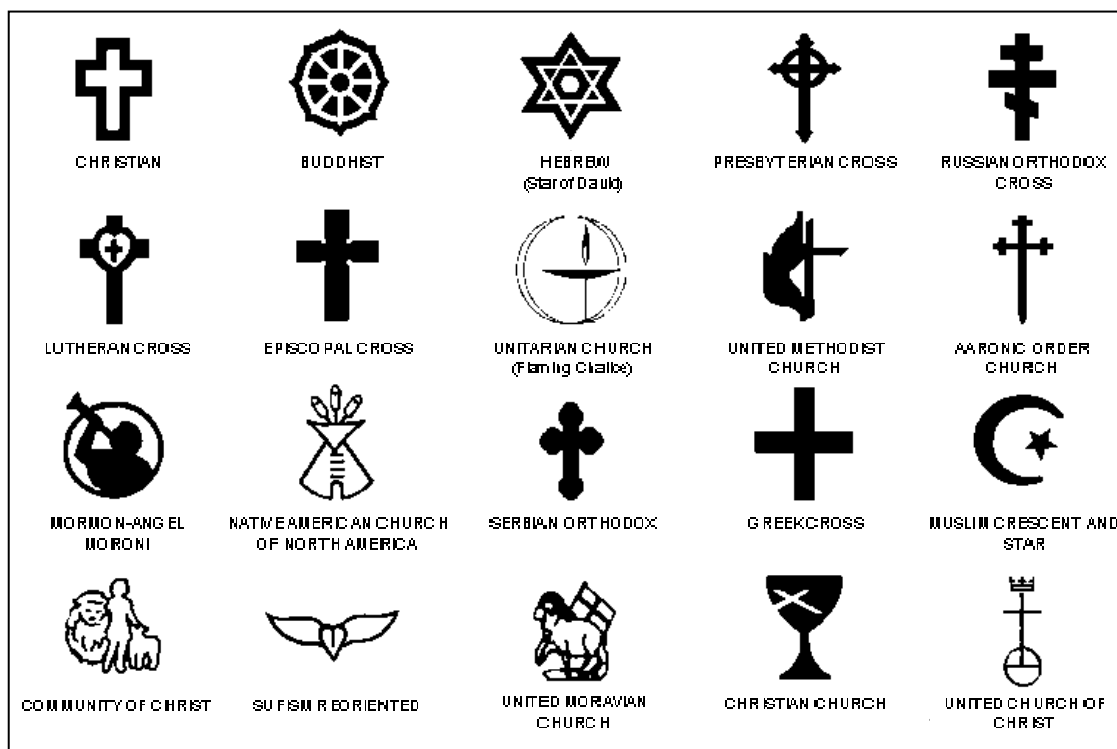 CHRISTIAN
BUDDHIST
HEBREW
(Star of David)
PRESBYTERIAN CROSS
RUSSIAN ORTHODOX
CROSS
LUTHERAN CROSS
EPISCOPAL CROSS
UNITARIAN CHURCH
(Flaming Chalice)
UNITED METHODIST
CHURCH
AARONIC ORDER
CHURCH
MORMON-ANGEL
MORONI
NATIVE AMERICAN CHURCH
OF NORTH AMERICA
SERBIAN ORTHODOX
GREEK CROSS
MUSLIM CRESCENT AND
STAR
COMMUNITY OF CHRIST
SUFISM REORIENTED
UNITED MORAVIAN
CHURCH
CHRISTIAN CHURCH
UNITED CHURCH OF
CHRIST